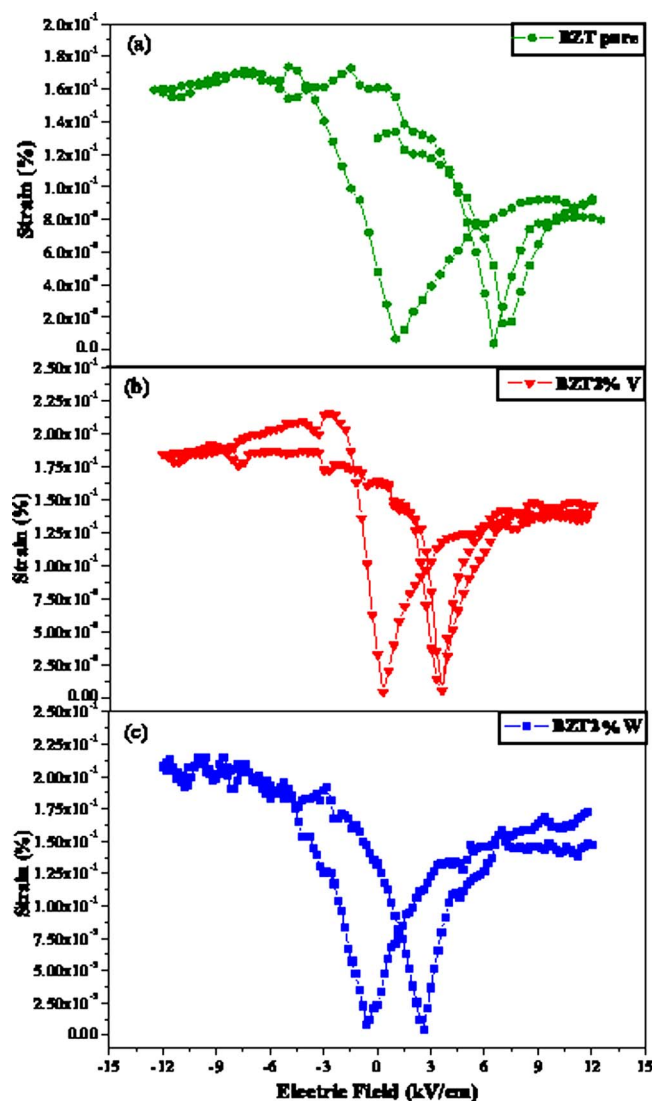 (a)
BZT pure
2.0x10⁻¹
1.8x10⁻¹
1.6x10⁻¹
1.4x10⁻¹
1.2x10⁻¹
1.0x10⁻¹
8.0x10⁻²
6.0x10⁻²
4.0x10⁻²
2.0x10⁻²
0.0
Strain (%)
(b)
BZT2% V
2.50x10⁻¹
2.25x10⁻¹
2.00x10⁻¹
1.75x10⁻¹
1.50x10⁻¹
1.25x10⁻¹
1.00x10⁻¹
7.50x10⁻²
5.00x10⁻²
2.50x10⁻²
0.00
Strain (%)
(c)
BZT2% W
2.50x10⁻¹
2.25x10⁻¹
2.00x10⁻¹
1.75x10⁻¹
1.50x10⁻¹
1.25x10⁻¹
1.00x10⁻¹
7.50x10⁻²
5.00x10⁻²
2.50x10⁻²
0.00
Strain (%)
-15 -12 -9 -6 -3 0 3 6 9 12 15
Electric Field (kV/cm)